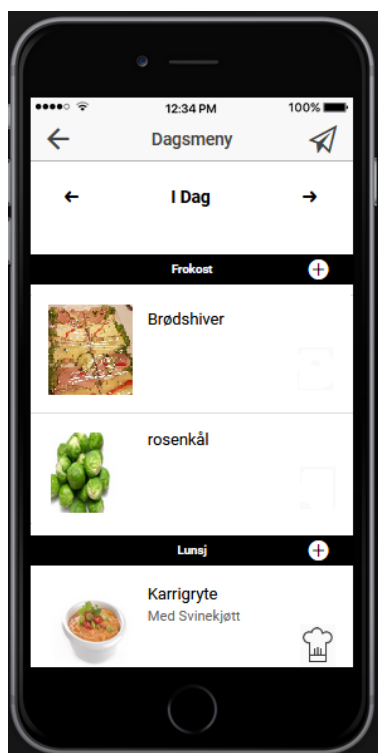 12:34 PM
100%
Dagsmeny
I Dag
Frokost
Brødshiver
rosenkål
Lunsj
Karrigryte
Med Svinekjøtt